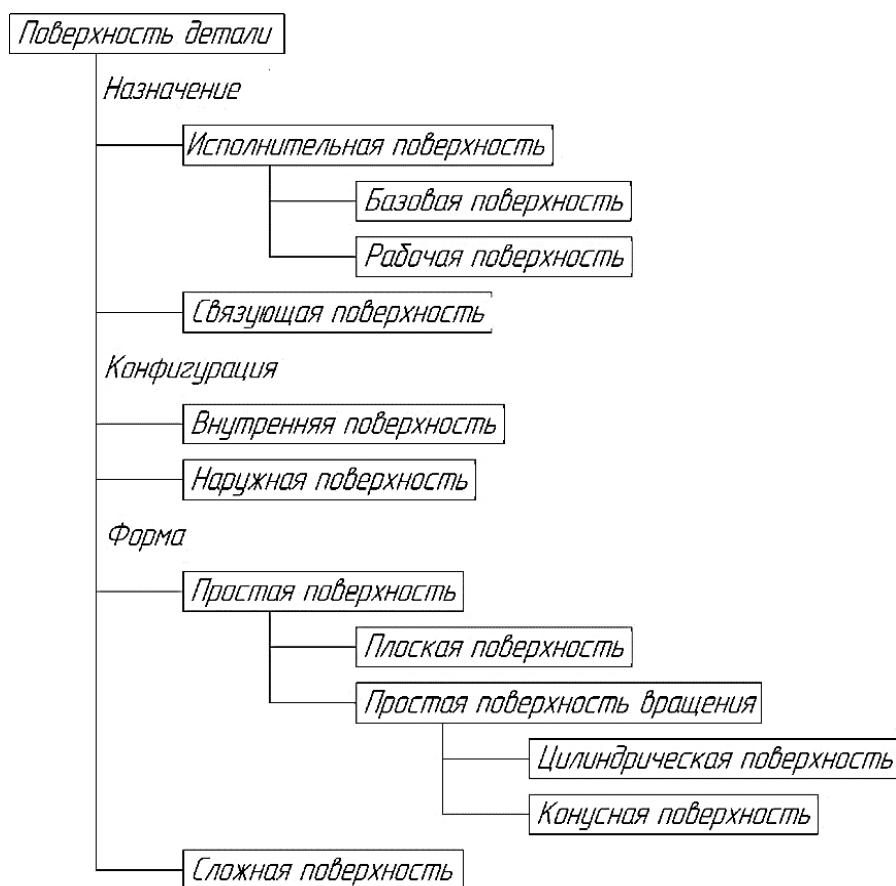 Поверхность детали
Назначение
Исполнительная поверхность
Базовая поверхность
Рабочая поверхность
Связующая поверхность
Конфигурация
Внутренняя поверхность
Наружная поверхность
Форма
Простая поверхность
Плоская поверхность
Простая поверхность вращения
Цилиндрическая поверхность
Конусная поверхность
Сложная поверхность